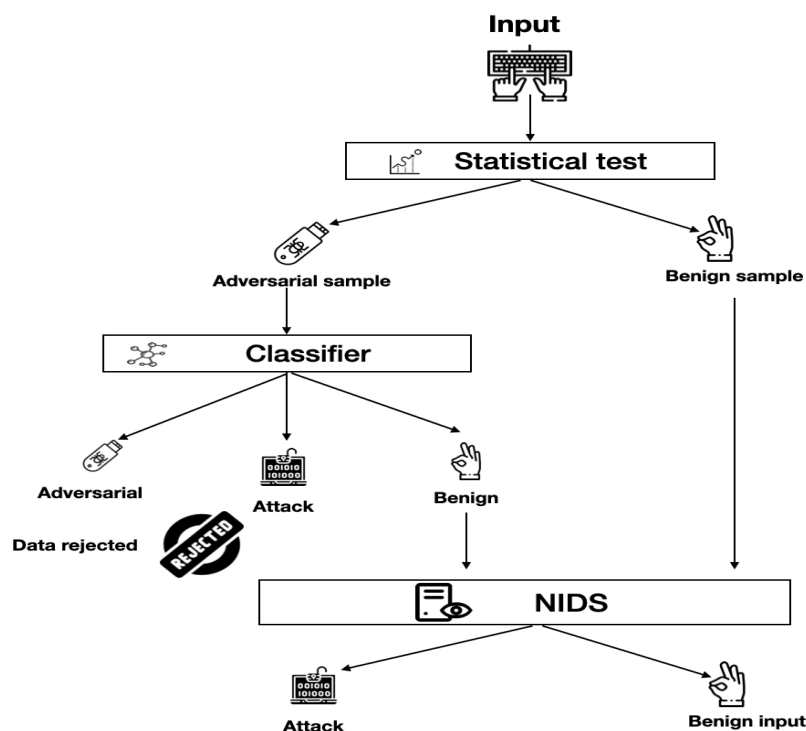 Input
Statistical test
Adversarial sample
Benign sample
Classifier
Adversarial
Attack
Benign
Data rejected
REJECTED
NIDS
Attack
Benign input